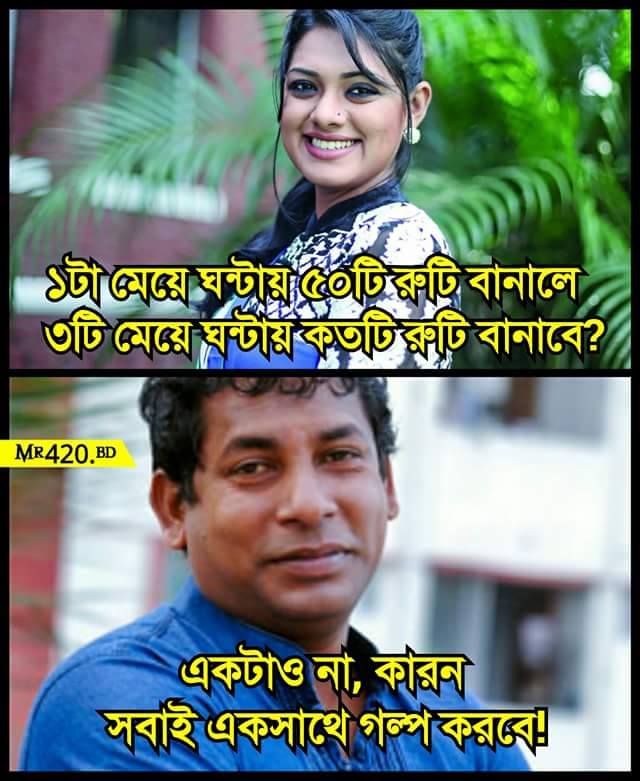 ১টা মেয়ে ঘন্টায় ৫০টি রুটি বানালে
৩টি মেয়ে ঘন্টায় কতটি রুটি বানাবে?
MR420.BD
একটাও না, কারন
সবাই একসাথে গল্প করবে!